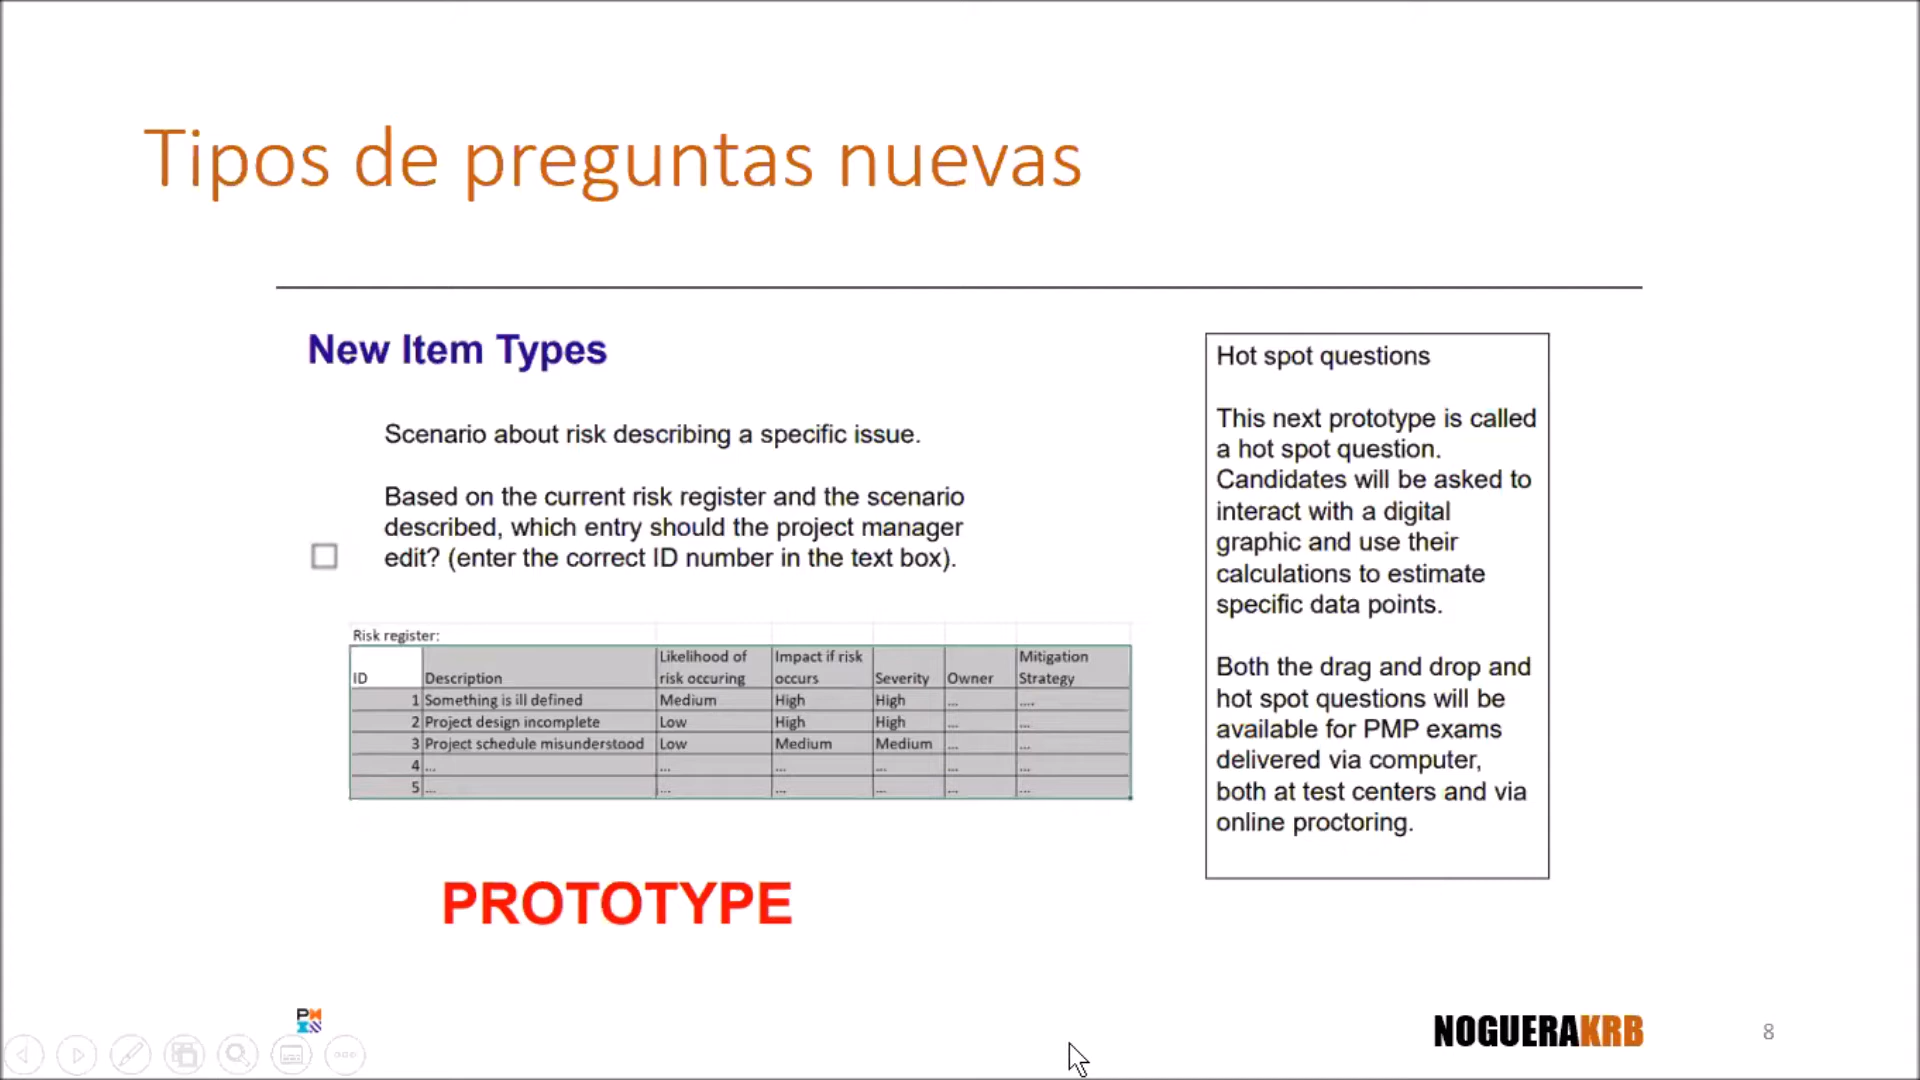 Tipos de preguntas nuevas
New Item Types
Scenario about risk describing a specific issue.
Based on the current risk register and the scenario
described, which entry should the project manager
edit? (enter the correct ID number in the text box).
Risk register:
ID Description Likelihood of risk occuring Impact if risk occurs Severity Owner Mitigation Strategy
1 Something is ill defined Medium High High ... ....
2 Project design incomplete Low High High ... ...
3 Project schedule misunderstood Low Medium Medium ... ...
4 ... ... ... ... ... ...
5 ... ... ... ... ... ...
PROTOTYPE
Hot spot questions
This next prototype is called
a hot spot question.
Candidates will be asked to
interact with a digital
graphic and use their
calculations to estimate
specific data points.
Both the drag and drop and
hot spot questions will be
available for PMP exams
delivered via computer,
both at test centers and via
online proctoring.
NOGUERAKRB
8